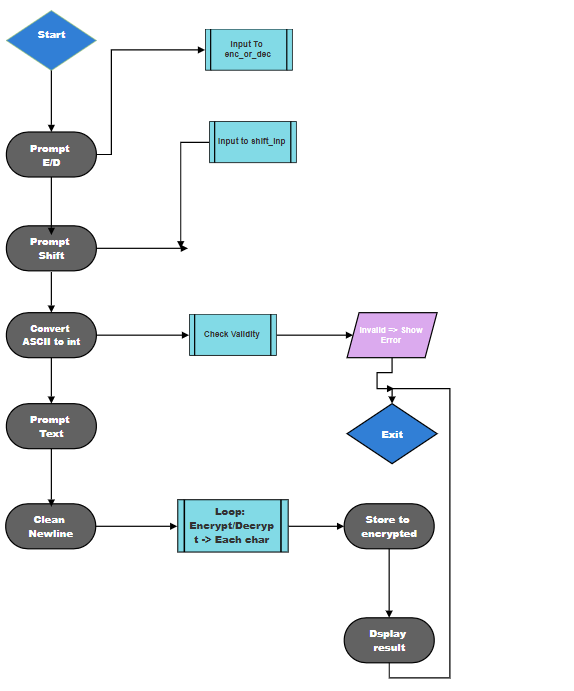 Start
Input To
enc_or_dec
Prompt
E/D
Input to shift_inp
Prompt
Shift
Convert
ASCII to int
Check Validity
Invalid => Show
Error
Prompt
Text
Exit
Clean
Newline
Loop:
Encrypt/Decryp
t -> Each char
Store to
encrypted
Dsplay
result